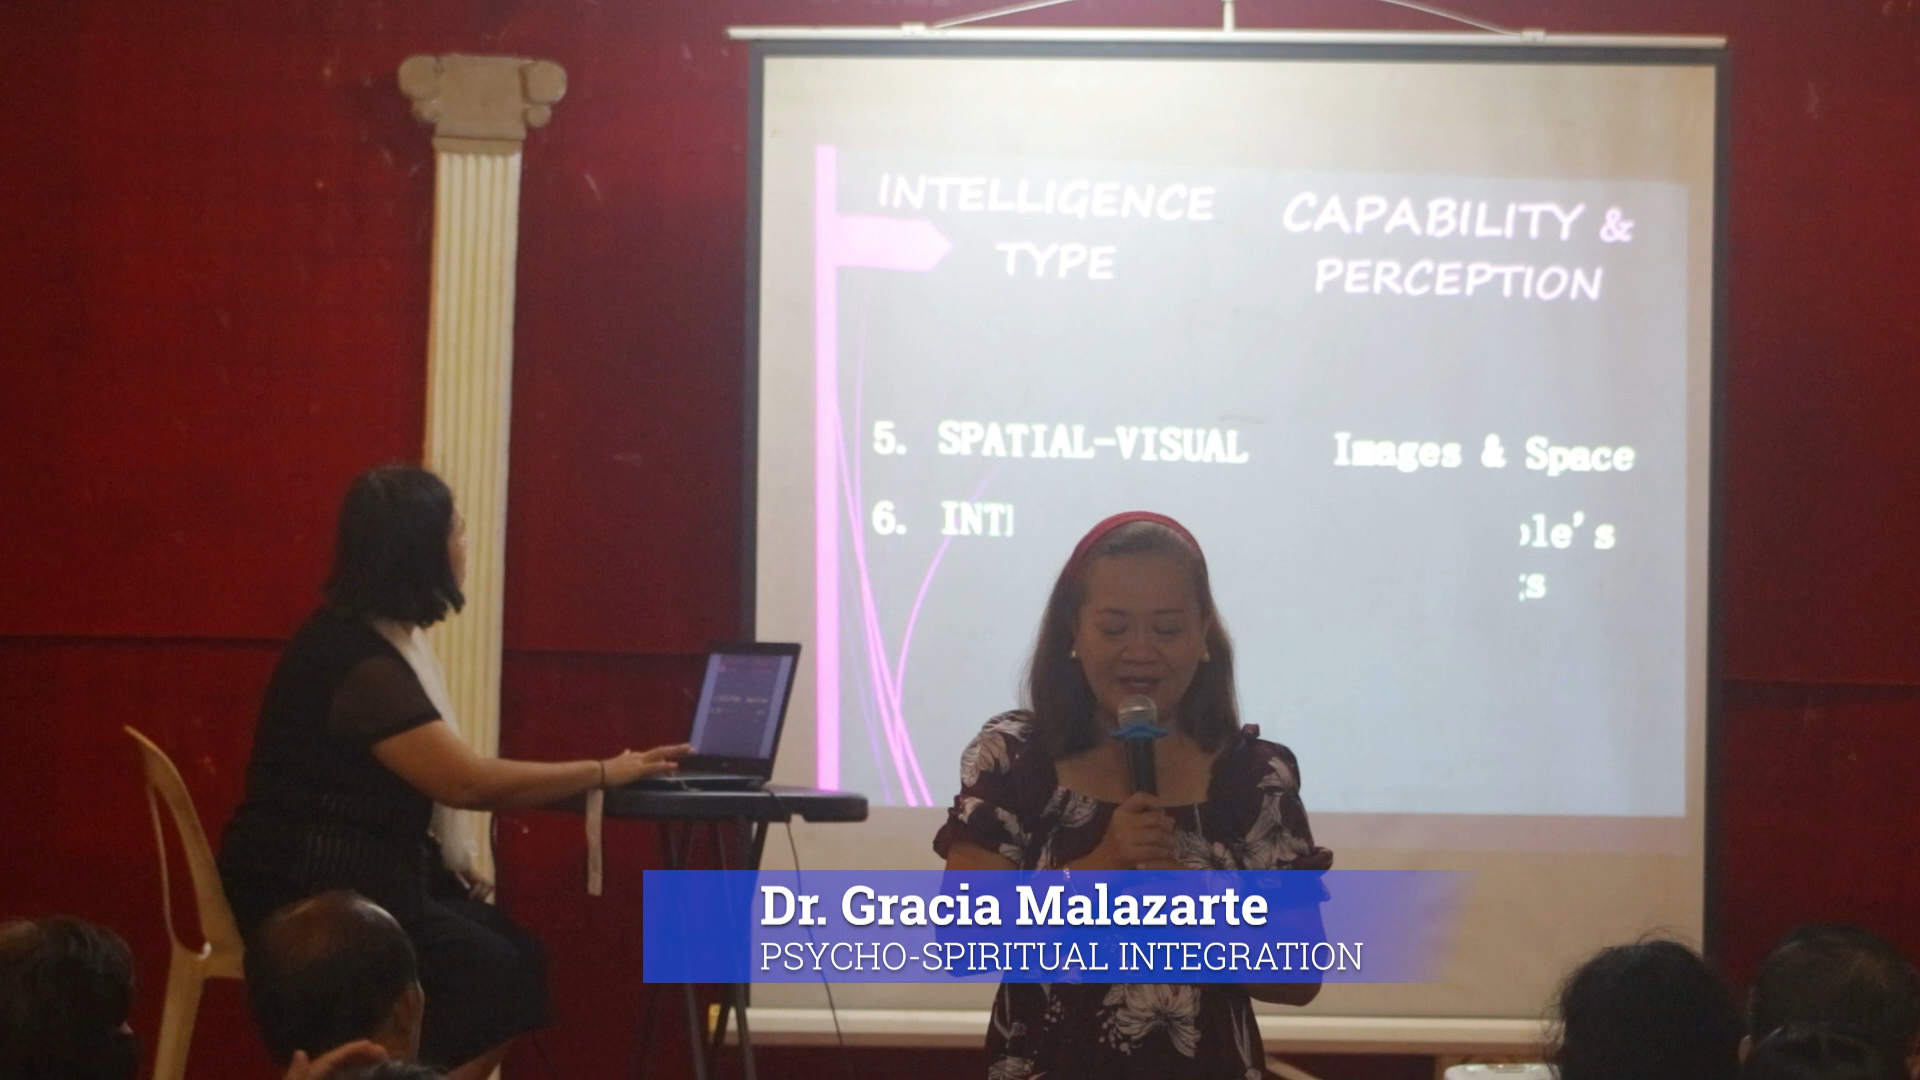 INTELLIGENCE TYPE
CAPABILITY & PERCEPTION
5. SPATIAL-VISUAL Images & Space
6.
Dr. Gracia Malazarte
PSYCHO-SPIRITUAL INTEGRATION